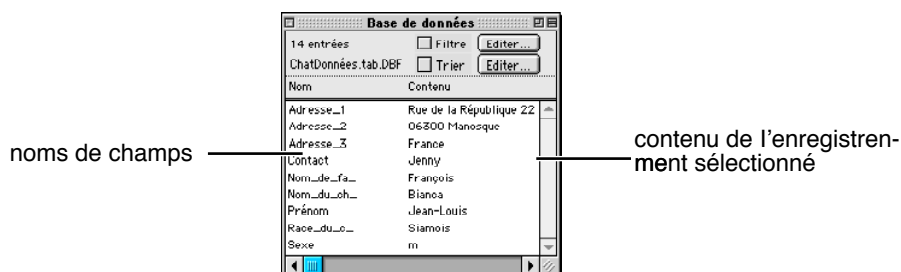 Base de données
14 entrées Filtre Editer...
ChatDonnées.tab.DBF Trier Editer...
Nom Contenu
Adresse_1 Rue de la République 22
Adresse_2 06300 Manosque
Adresse_3 France
Contact Jenny
Nom_de_fa_ François
Nom_du_ch_ Bianca
Prénom Jean-Louis
Race_du_c_ Siamois
Sexe m
noms de champs
contenu de l'enregistren-
ment sélectionné